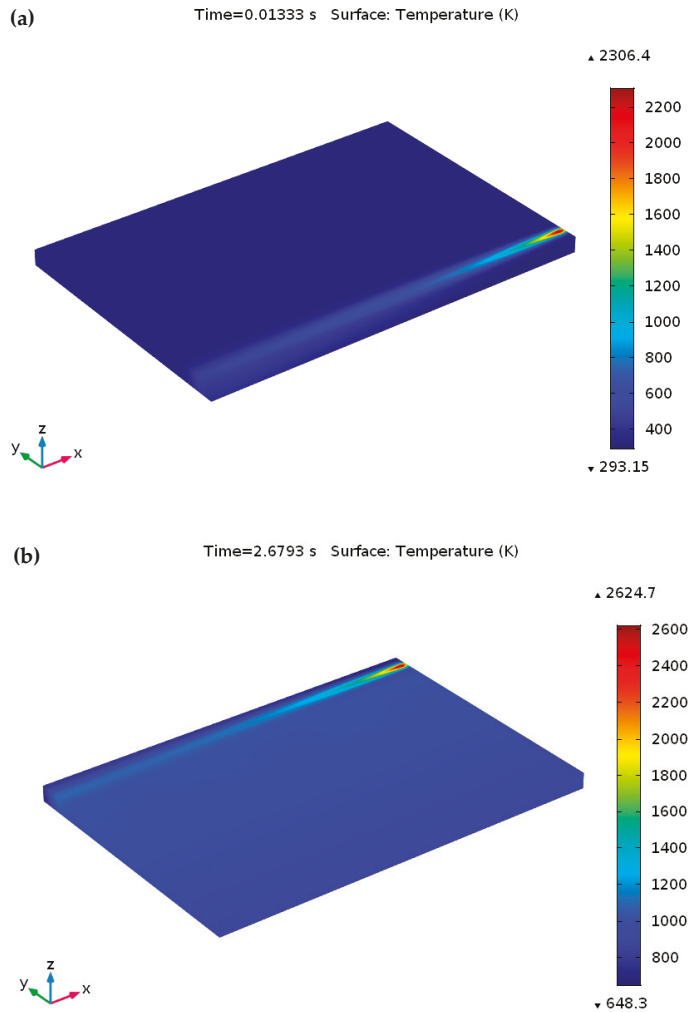 (a)
Time=0.01333 s Surface: Temperature (K)
▲ 2306.4
2200
2000
1800
1600
1400
1200
1000
800
600
400
▼ 293.15
z
y
x
(b)
Time=2.6793 s Surface: Temperature (K)
▲ 2624.7
2600
2400
2200
2000
1800
1600
1400
1200
1000
800
▼ 648.3
z
y
x